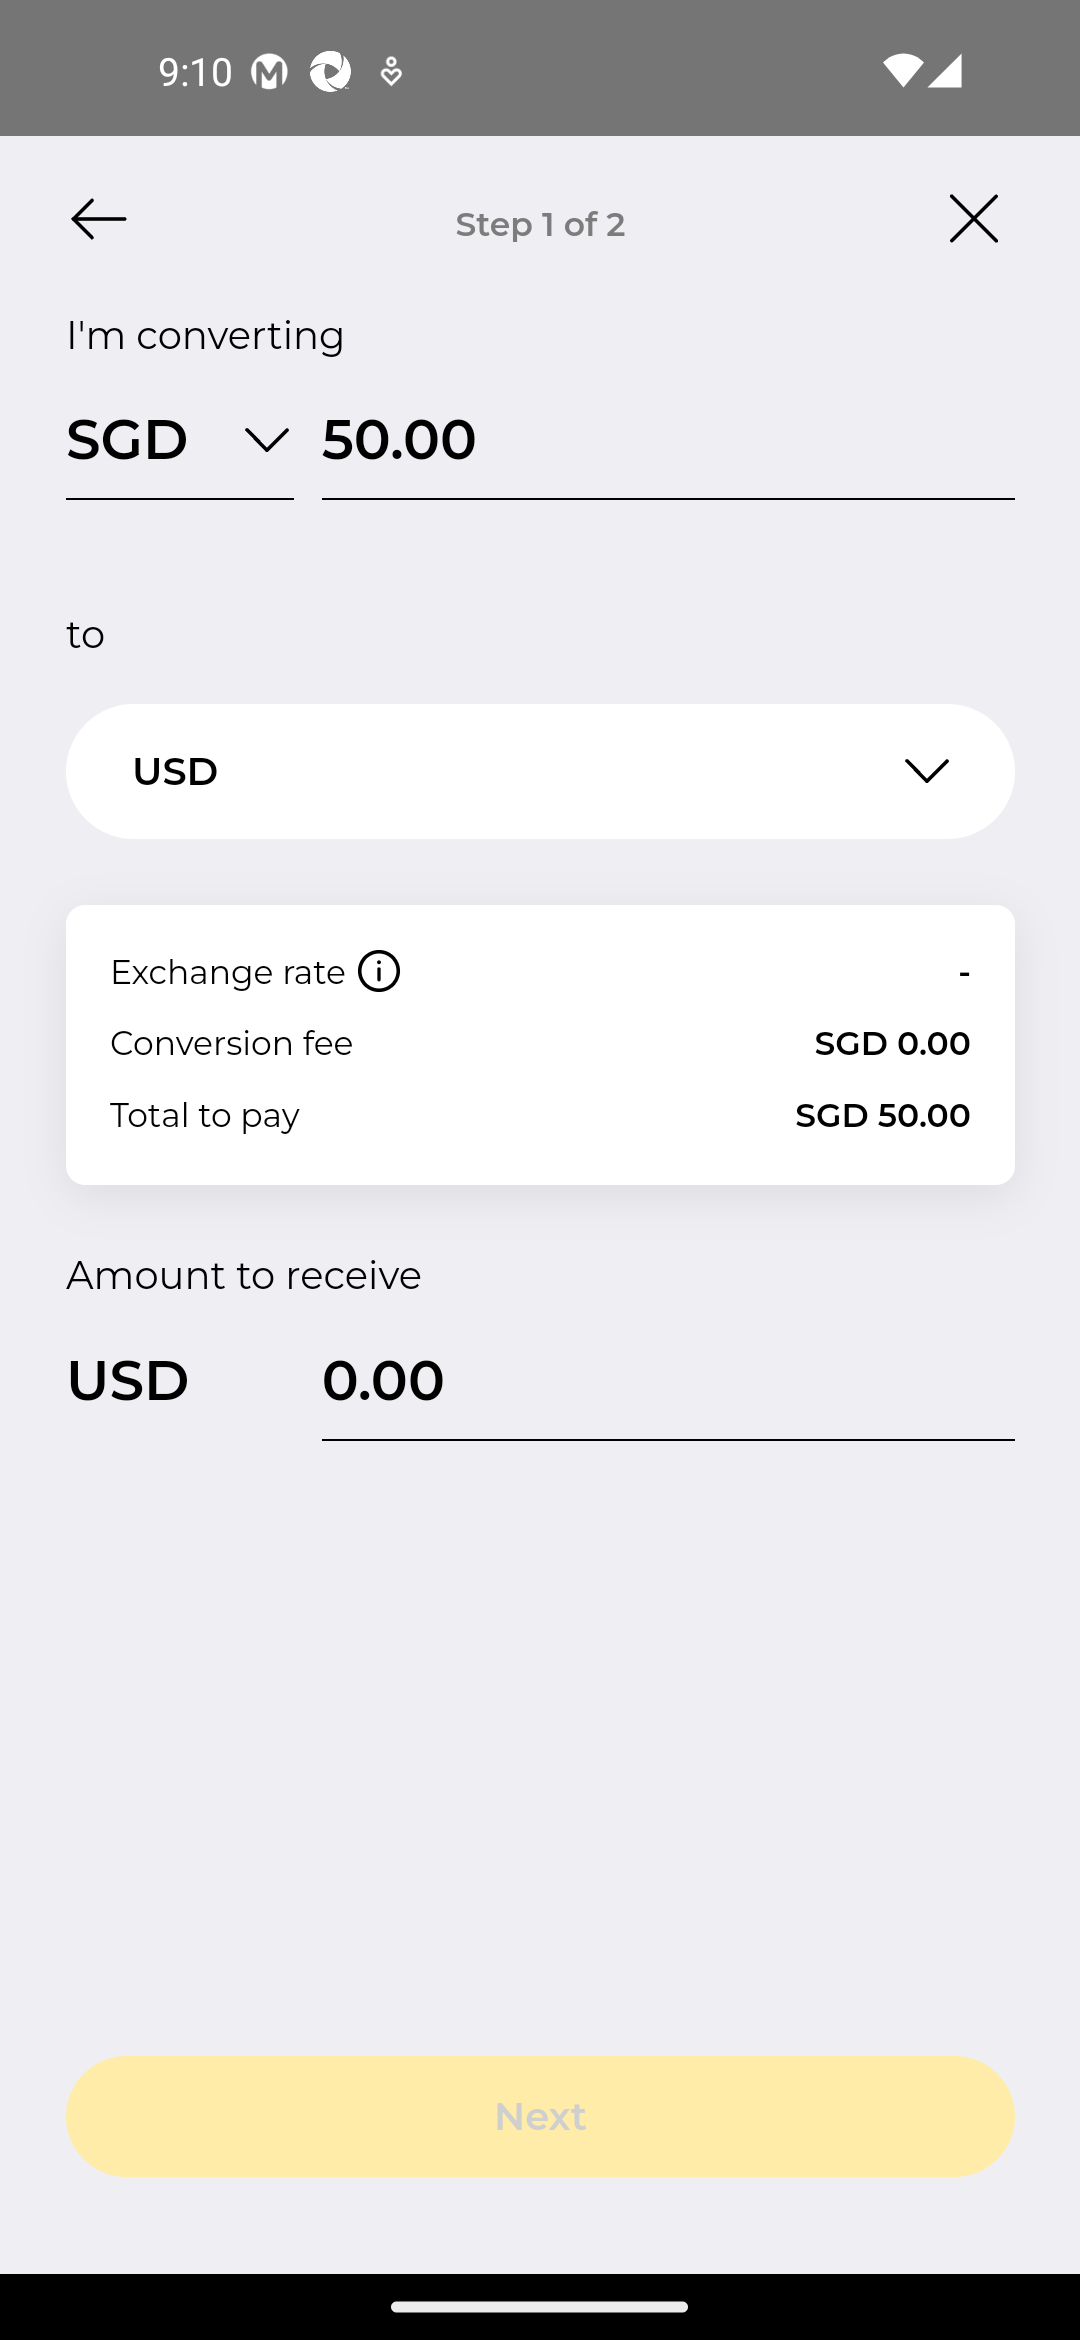 9:10
Step 1 of 2
I'm converting
SGD 50.00
to
USD
Exchange rate -
Conversion fee SGD 0.00
Total to pay SGD 50.00
Amount to receive
USD 0.00
Next